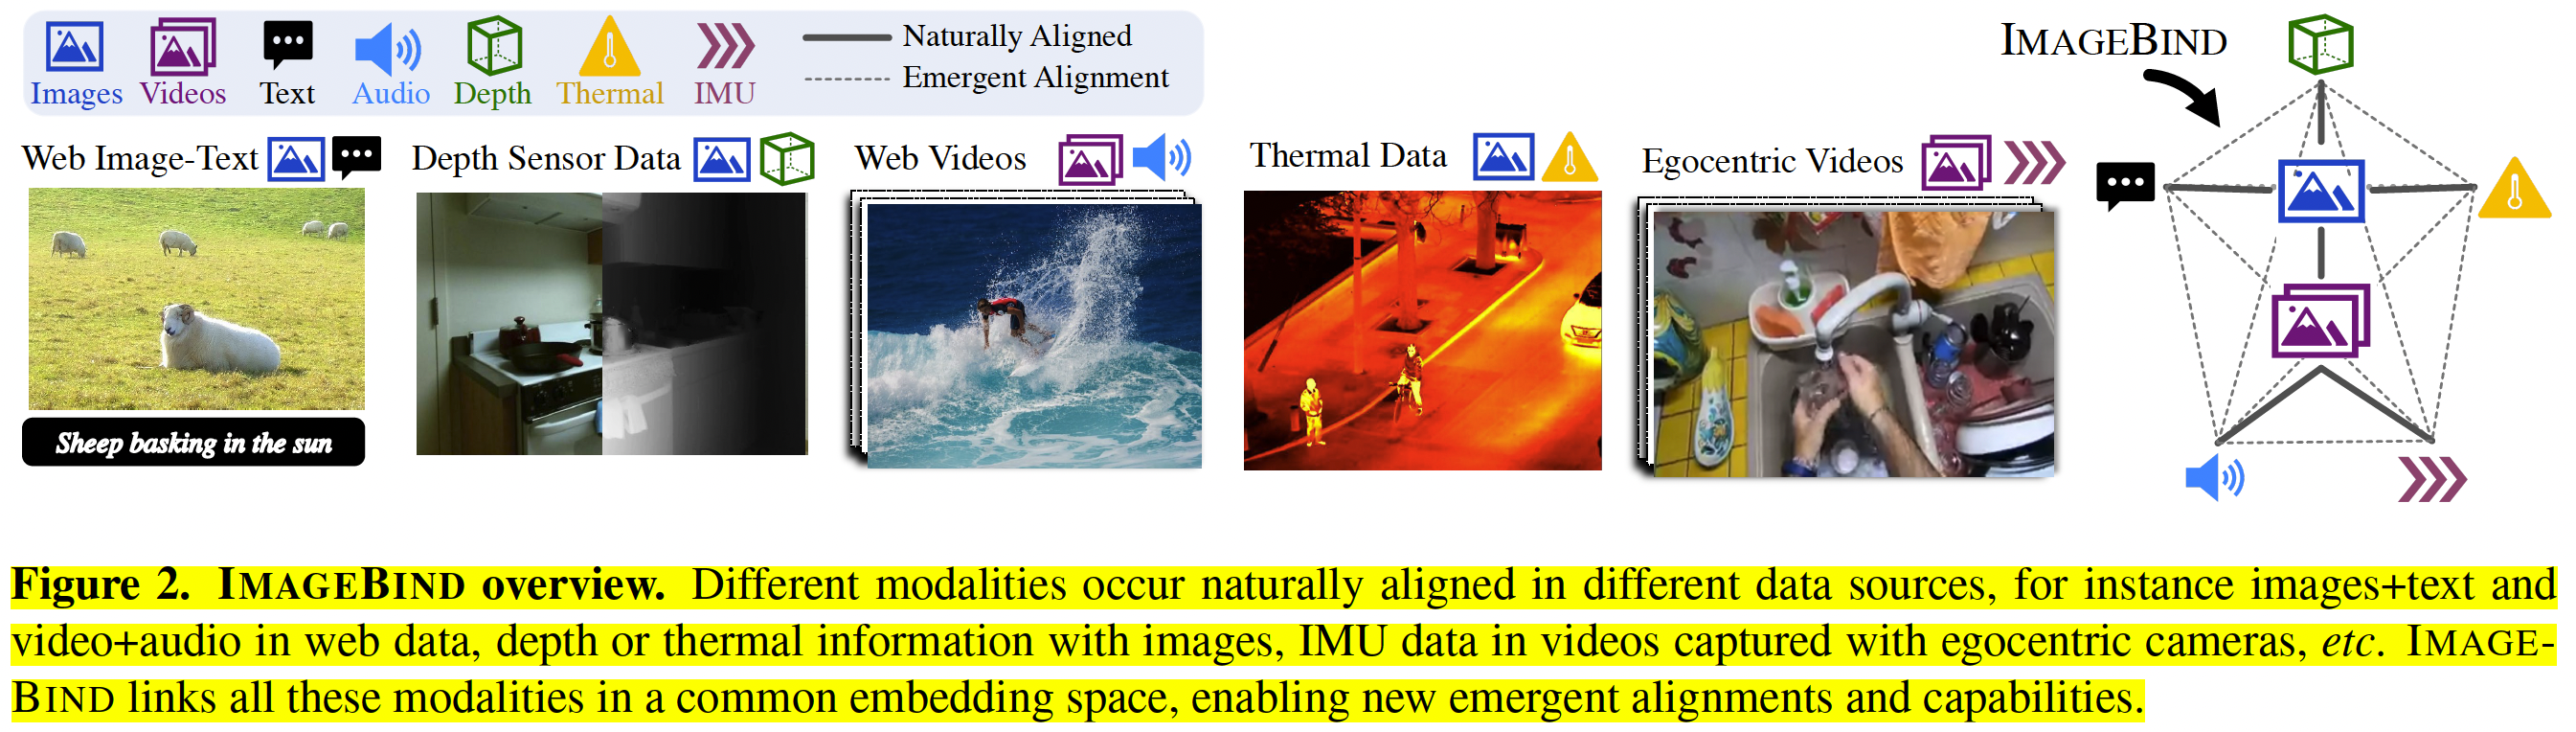 Images Videos Text Audio Depth Thermal IMU
Naturally Aligned
Emergent Alignment
IMAGEBIND
Web Image-Text
Depth Sensor Data
Web Videos
Thermal Data
Egocentric Videos
Sheep basking in the sun
Figure 2. IMAGEBIND overview. Different modalities occur naturally aligned in different data sources, for instance images+text and
video+audio in web data, depth or thermal information with images, IMU data in videos captured with egocentric cameras, etc. IMAGE-
BIND links all these modalities in a common embedding space, enabling new emergent alignments and capabilities.